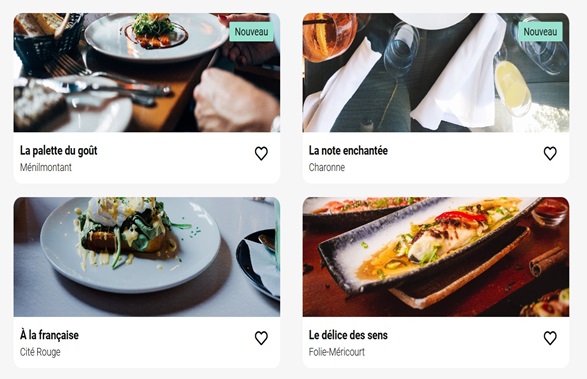 Nouveau
La palette du goût
Ménilmontant
Nouveau
La note enchantée
Charonne
À la française
Cité Rouge
Le délice des sens
Folie-Méricourt